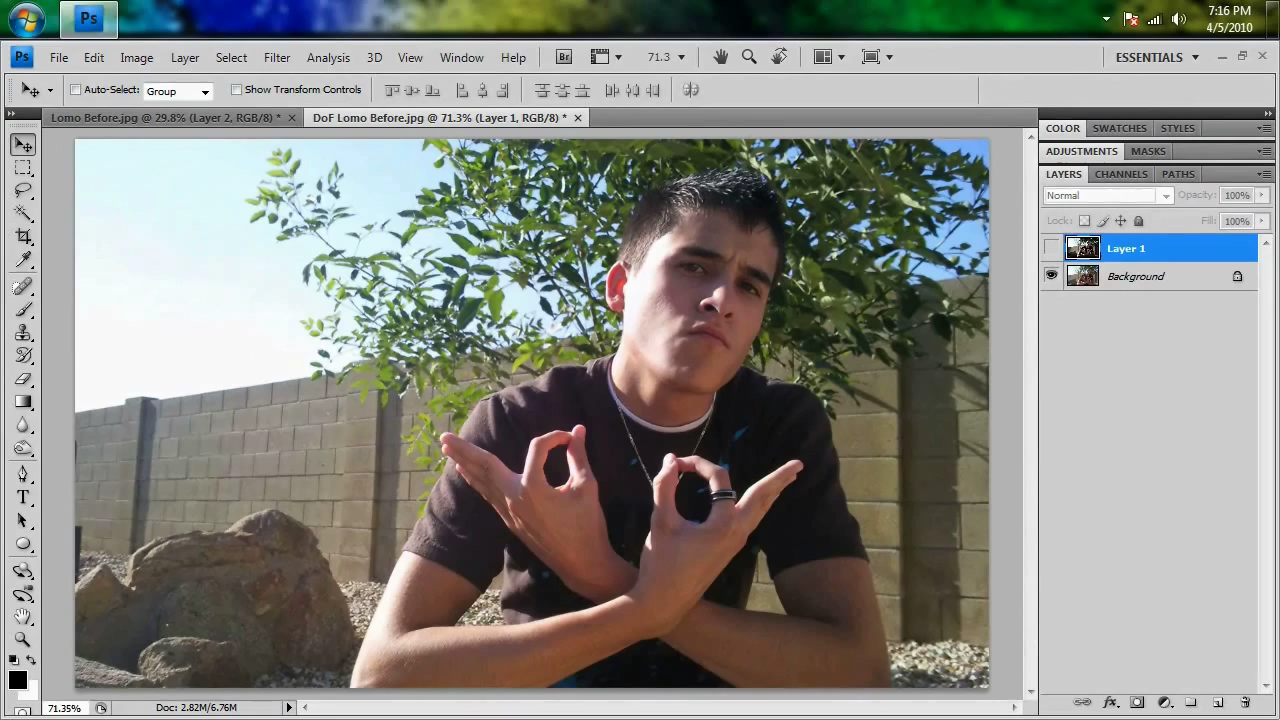 Ps
7:16 PM
4/5/2010
Ps File Edit Image Layer Select Filter Analysis 3D View Window Help Br 71.3 ESSENTIALS
Auto-Select: Group Show Transform Controls
Lomo Before.jpg @ 29.8% (Layer 2, RGB/8) * DoF Lomo Before.jpg @ 71.3% (Layer 1, RGB/8) *
COLOR SWATCHES STYLES
ADJUSTMENTS MASKS
LAYERS CHANNELS PATHS
Normal Opacity: 100%
Lock: Fill: 100%
Layer 1
Background
T
fx
71.35% Doc: 2.82M/6.76M